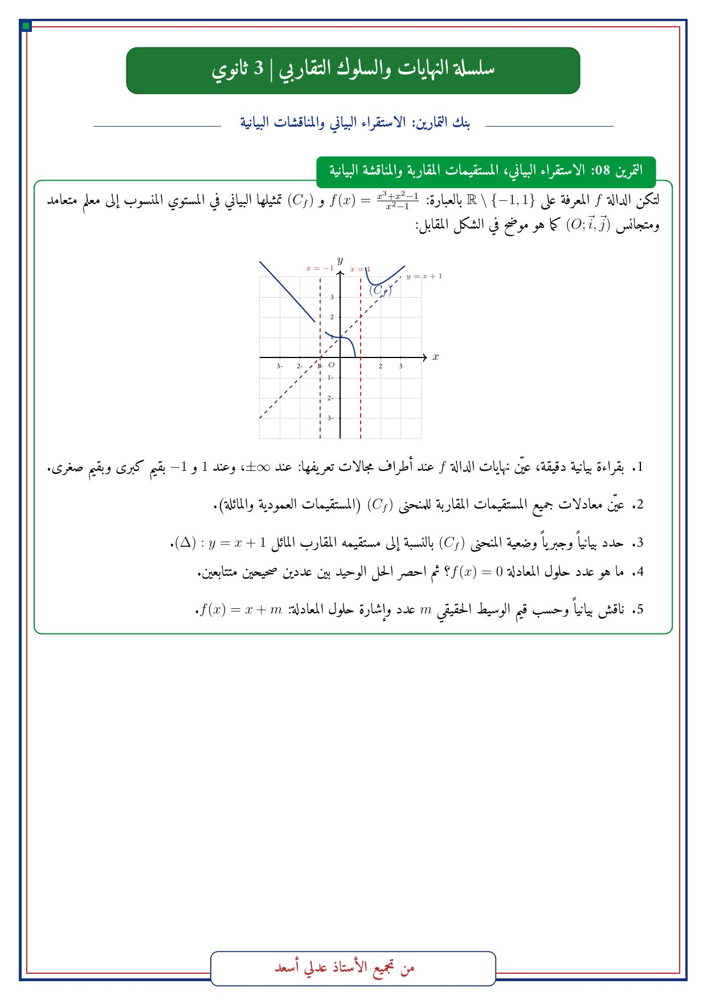 سلسلة النهايات والسلوك التقاربي | 3 ثانوي
بنك التمارين: الاستقراء البياني والمناقشات البيانية
التمرين 08: الاستقراء البياني، المستقيمات المقاربة والمناقشة البيانية
لتكن الدالة $f$ المعرفة على $\mathbb{R} \setminus \{-1, 1\}$ بالعبارة: $f(x) = \frac{x^3+x^2-1}{x^2-1}$ و $(C_f)$ تمثيلها البياني في المستوي المنسوب إلى معلم متعامد
ومتجانس $(O; \vec{i}, \vec{j})$ كما هو موضح في الشكل المقابل:
y
x = −1
x = 1
y = x + 1
(C_f)
3
2
1
x
3-
2-
1-
O
1
2
3
1-
2-
3-
1. بقراءة بيانية دقيقة، عيّن نهايات الدالة $f$ عند أطراف مجالات تعريفها: عند $\pm\infty$، وعند 1 و $-1$ بقيم كبرى وبقيم صغرى.
2. عيّن معادلات جميع المستقيمات المقاربة للمنحنى $(C_f)$ (المستقيمات العمودية والمائلة).
3. حدد بيانياً وجبرياً وضعية المنحنى $(C_f)$ بالنسبة إلى مستقيمه المقارب المائل $(\Delta) : y = x + 1$.
4. ما هو عدد حلول المعادلة $f(x) = 0$؟ ثم احصر الحل الوحيد بين عددين صحيحين متتابعين.
5. ناقش بيانياً وحسب قيم الوسيط الحقيقي $m$ عدد وإشارة حلول المعادلة: $f(x) = x + m$.
من تجميع الأستاذ عدلي أسعد